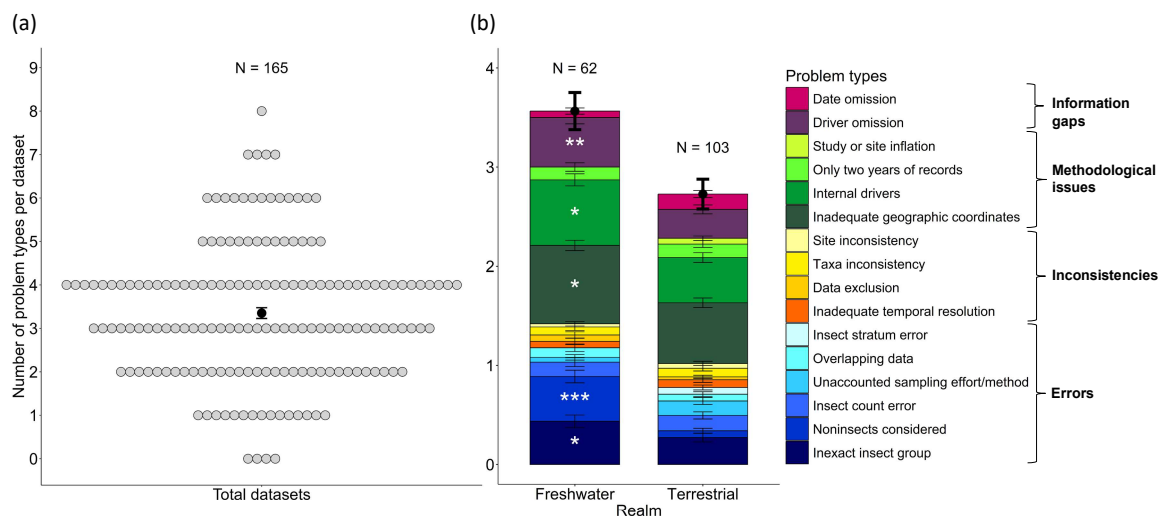 (a)
Number of problem types per dataset
9
8
7
6
5
4
3
2
1
0
N = 165
Total datasets
(b)
4
3
2
1
0
N = 62
N = 103
**
*
*
***
*
Freshwater
Terrestrial
Realm
Problem types
Date omission
Driver omission
Study or site inflation
Only two years of records
Internal drivers
Inadequate geographic coordinates
Site inconsistency
Taxa inconsistency
Data exclusion
Inadequate temporal resolution
Insect stratum error
Overlapping data
Unaccounted sampling effort/method
Insect count error
Noninsects considered
Inexact insect group
Information
gaps
Methodological
issues
Inconsistencies
Errors